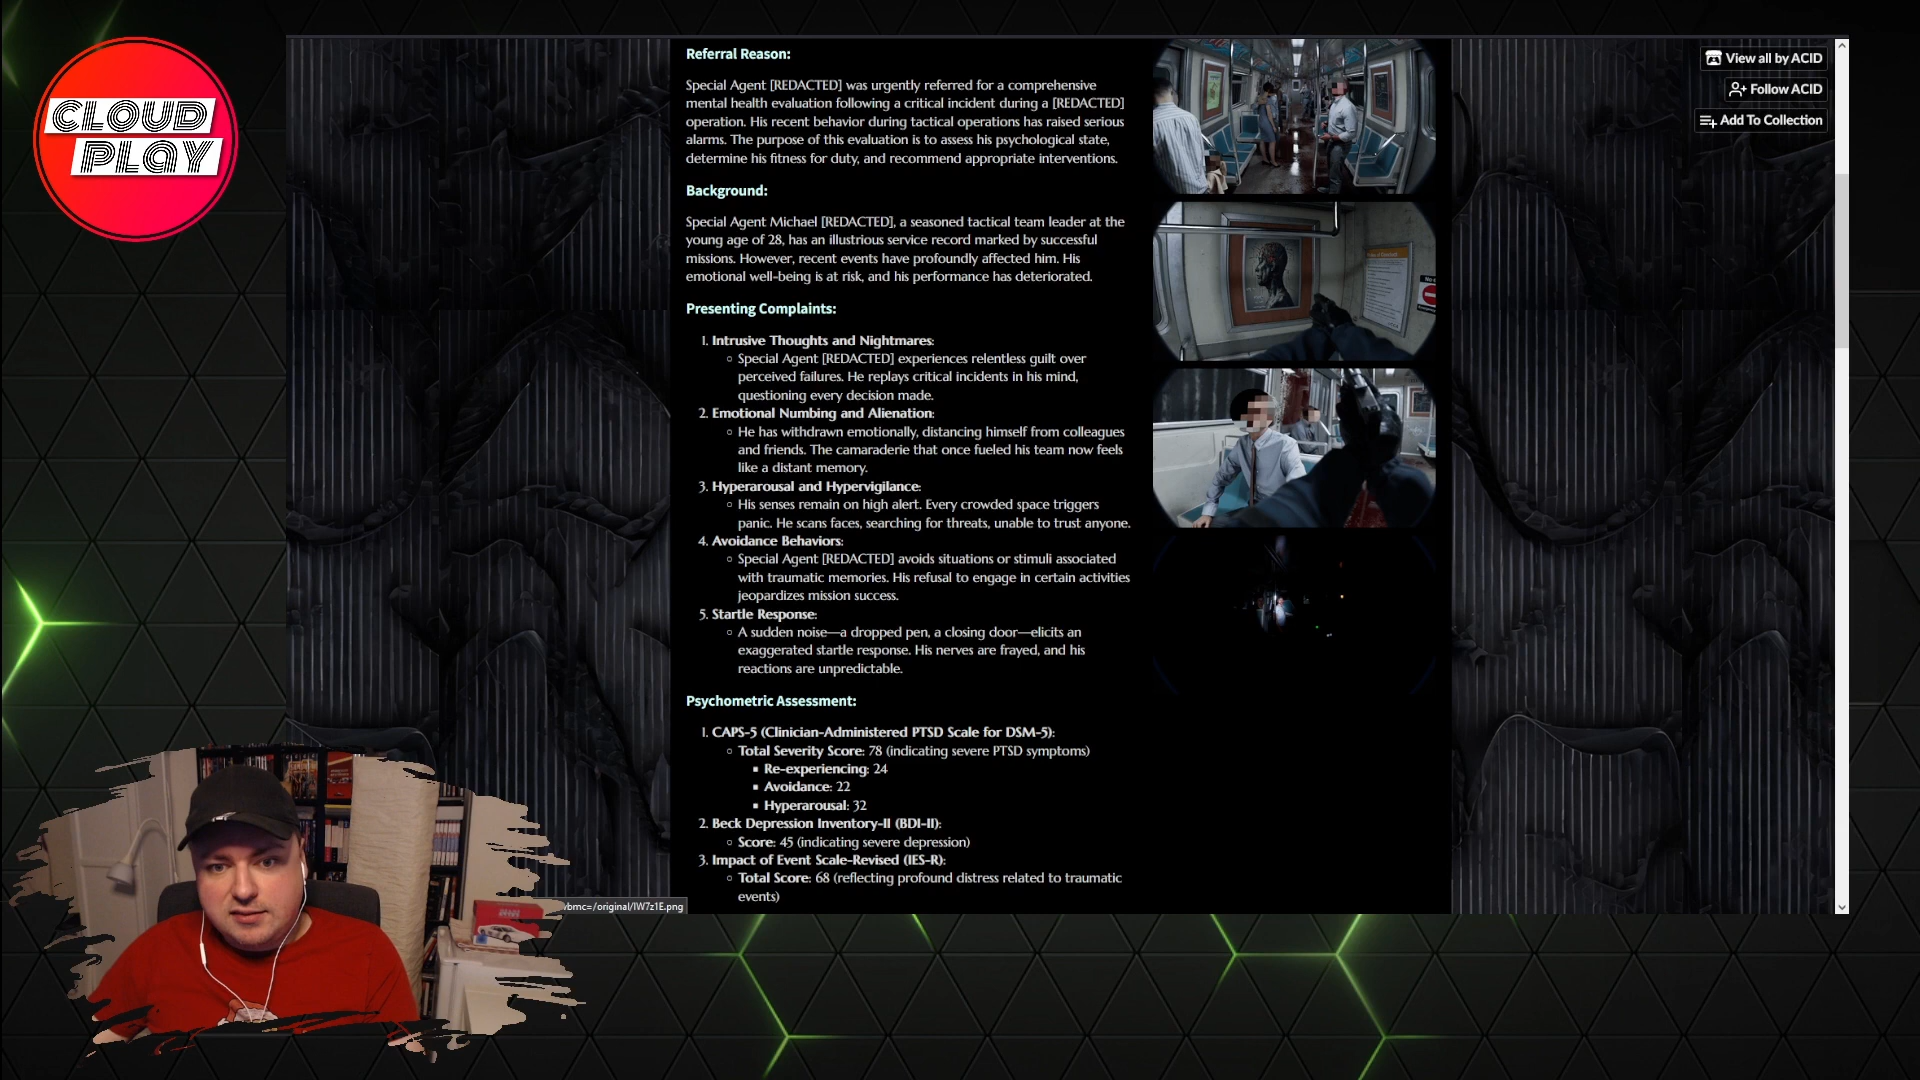 CLOUD
PLAY
Referral Reason:
Special Agent [REDACTED] was urgently referred for a comprehensive
mental health evaluation following a critical incident during a [REDACTED]
operation. His recent behavior during tactical operations has raised serious
alarms. The purpose of this evaluation is to assess his psychological state,
determine his fitness for duty, and recommend appropriate interventions.
Background:
Special Agent Michael [REDACTED], a seasoned tactical team leader at the
young age of 28, has an illustrious service record marked by successful
missions. However, recent events have profoundly affected him. His
emotional well-being is at risk, and his performance has deteriorated.
Presenting Complaints:
1. Intrusive Thoughts and Nightmares:
○ Special Agent [REDACTED] experiences relentless guilt over
perceived failures. He replays critical incidents in his mind,
questioning every decision made.
2. Emotional Numbing and Alienation:
○ He has withdrawn emotionally, distancing himself from colleagues
and friends. The camaraderie that once fueled his team now feels
like a distant memory.
3. Hyperarousal and Hypervigilance:
○ His senses remain on high alert. Every crowded space triggers
panic. He scans faces, searching for threats, unable to trust anyone.
4. Avoidance Behaviors:
○ Special Agent [REDACTED] avoids situations or stimuli associated
with traumatic memories. His refusal to engage in certain activities
jeopardizes mission success.
5. Startle Response:
○ A sudden noise—a dropped pen, a closing door—elicits an
exaggerated startle response. His nerves are frayed, and his
reactions are unpredictable.
Psychometric Assessment:
1. CAPS-5 (Clinician-Administered PTSD Scale for DSM-5):
○ Total Severity Score: 78 (indicating severe PTSD symptoms)
▪ Re-experiencing: 24
▪ Avoidance: 22
▪ Hyperarousal: 32
2. Beck Depression Inventory-II (BDI-II):
○ Score: 45 (indicating severe depression)
3. Impact of Event Scale-Revised (IES-R):
○ Total Score: 68 (reflecting profound distress related to traumatic
events)
View all by ACID
Follow ACID
Add To Collection